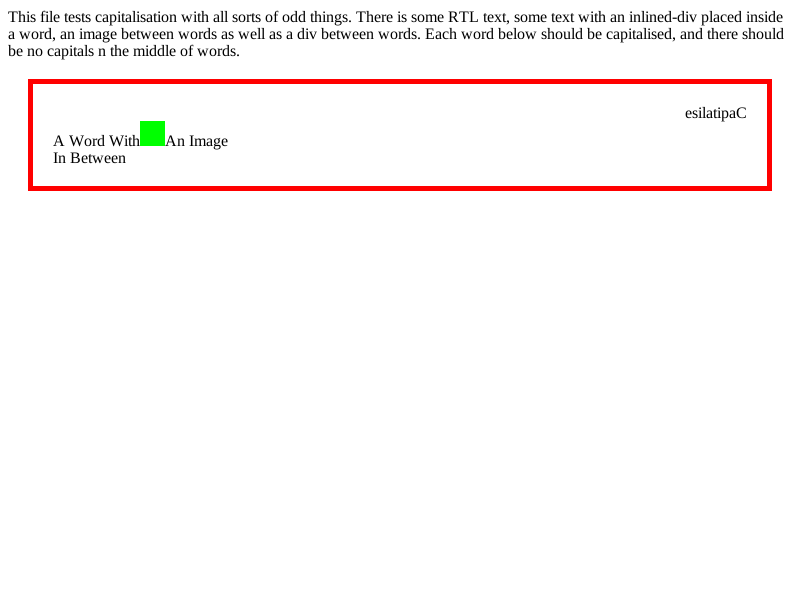 This file tests capitalisation with all sorts of odd things. There is some RTL text, some text with an inlined-div placed inside
a word, an image between words as well as a div between words. Each word below should be capitalised, and there should
be no capitals n the middle of words.
esilatipaC
A Word With An Image
In Between